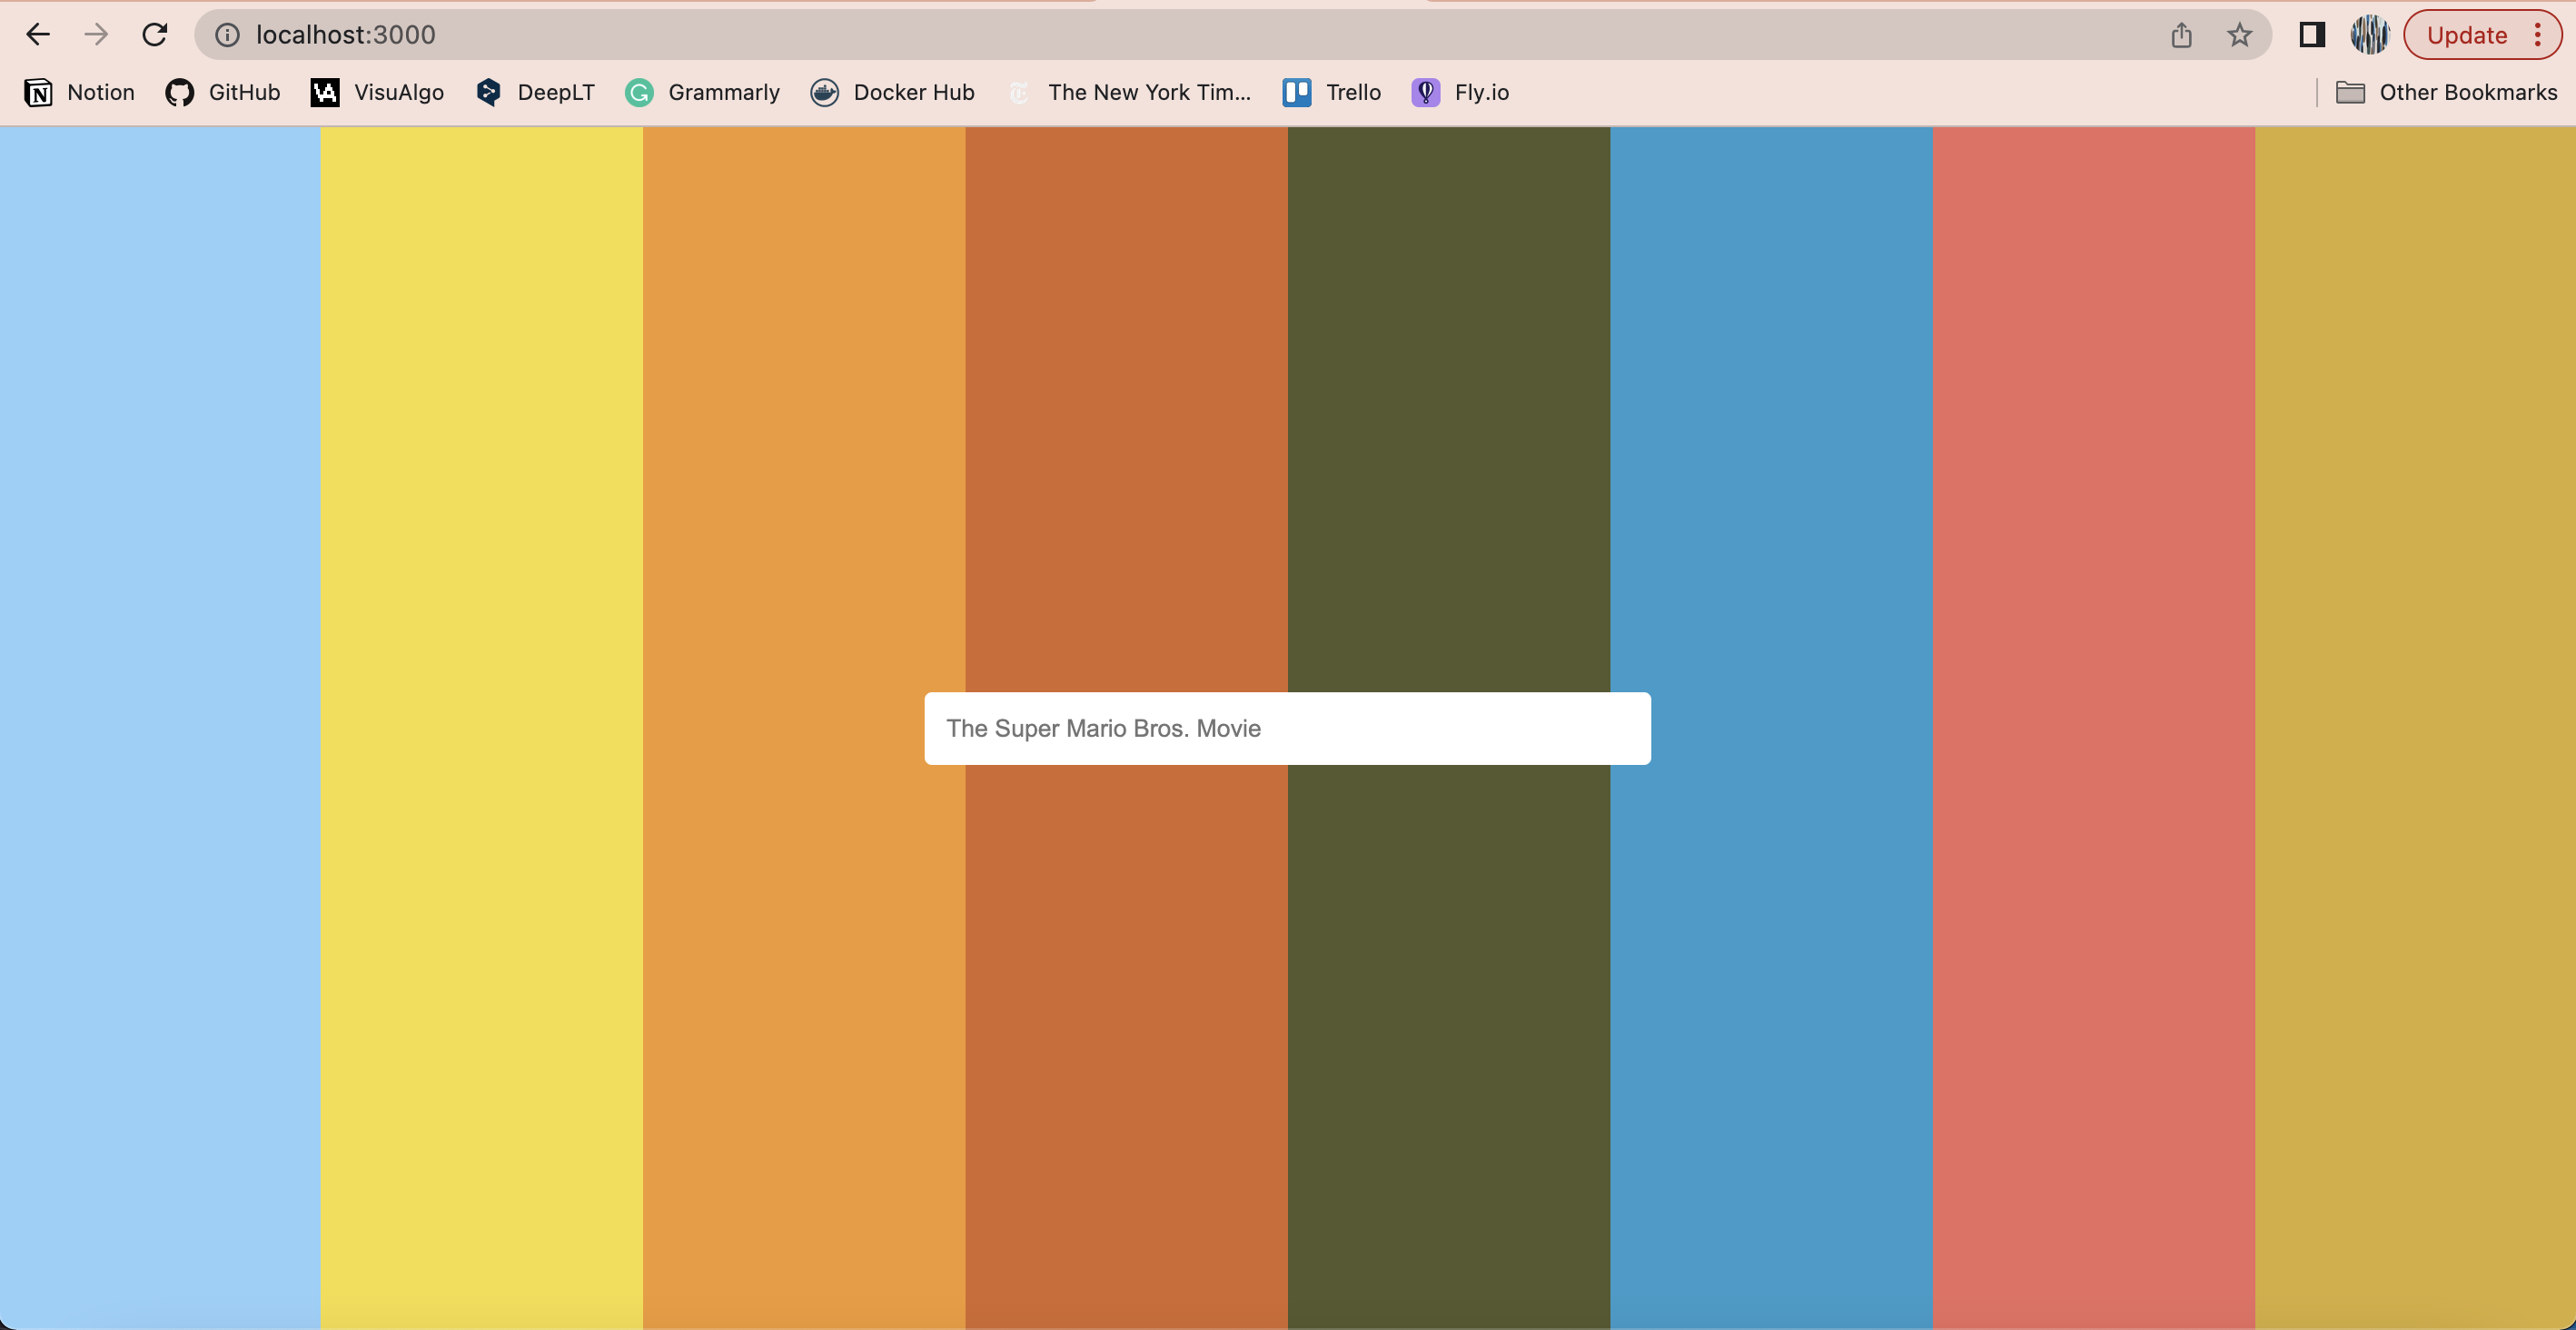 localhost:3000
Update
Notion GitHub VisuAlgo DeepLT Grammarly Docker Hub The New York Tim... Trello Fly.io Other Bookmarks
The Super Mario Bros. Movie